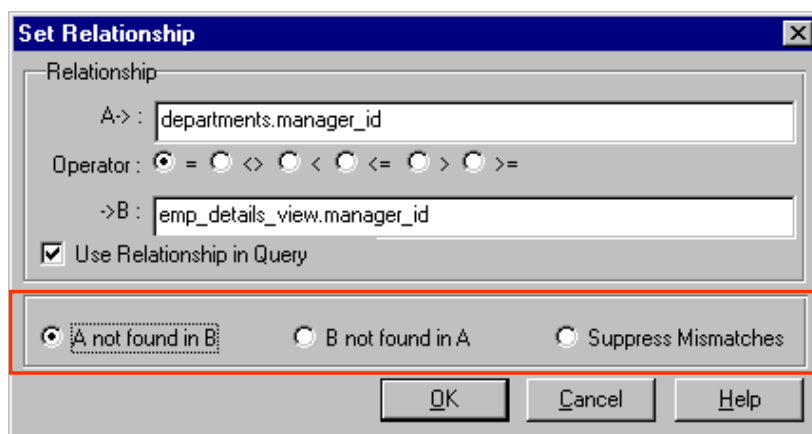 Set Relationship
Relationship
A-> : departments.manager_id
Operator : = <> < <= > >=
->B : emp_details_view.manager_id
Use Relationship in Query
A not found in B B not found in A Suppress Mismatches
OK Cancel Help